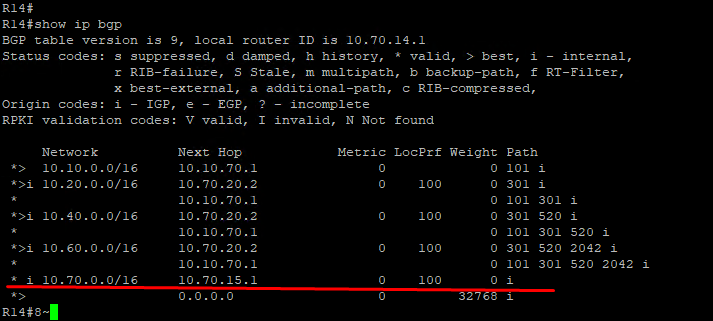 R14#
R14#show ip bgp
BGP table version is 9, local router ID is 10.70.14.1
Status codes: s suppressed, d damped, h history, * valid, > best, i - internal,
              r RIB-failure, S Stale, m multipath, b backup-path, f RT-Filter,
              x best-external, a additional-path, c RIB-compressed,
Origin codes: i - IGP, e - EGP, ? - incomplete
RPKI validation codes: V valid, I invalid, N Not found

     Network          Next Hop            Metric LocPrf Weight Path
 *>  10.10.0.0/16     10.10.70.1               0             0 101 i
 *>i 10.20.0.0/16     10.70.20.2               0    100      0 301 i
 *                    10.10.70.1                             0 101 301 i
 *>i 10.40.0.0/16     10.70.20.2               0    100      0 301 520 i
 *                    10.10.70.1                             0 101 301 520 i
 *>i 10.60.0.0/16     10.70.20.2               0    100      0 301 520 2042 i
 *                    10.10.70.1                             0 101 301 520 2042 i
 * i 10.70.0.0/16     10.70.15.1               0    100      0 i
 *>                   0.0.0.0                  0         32768 i
R14#8~